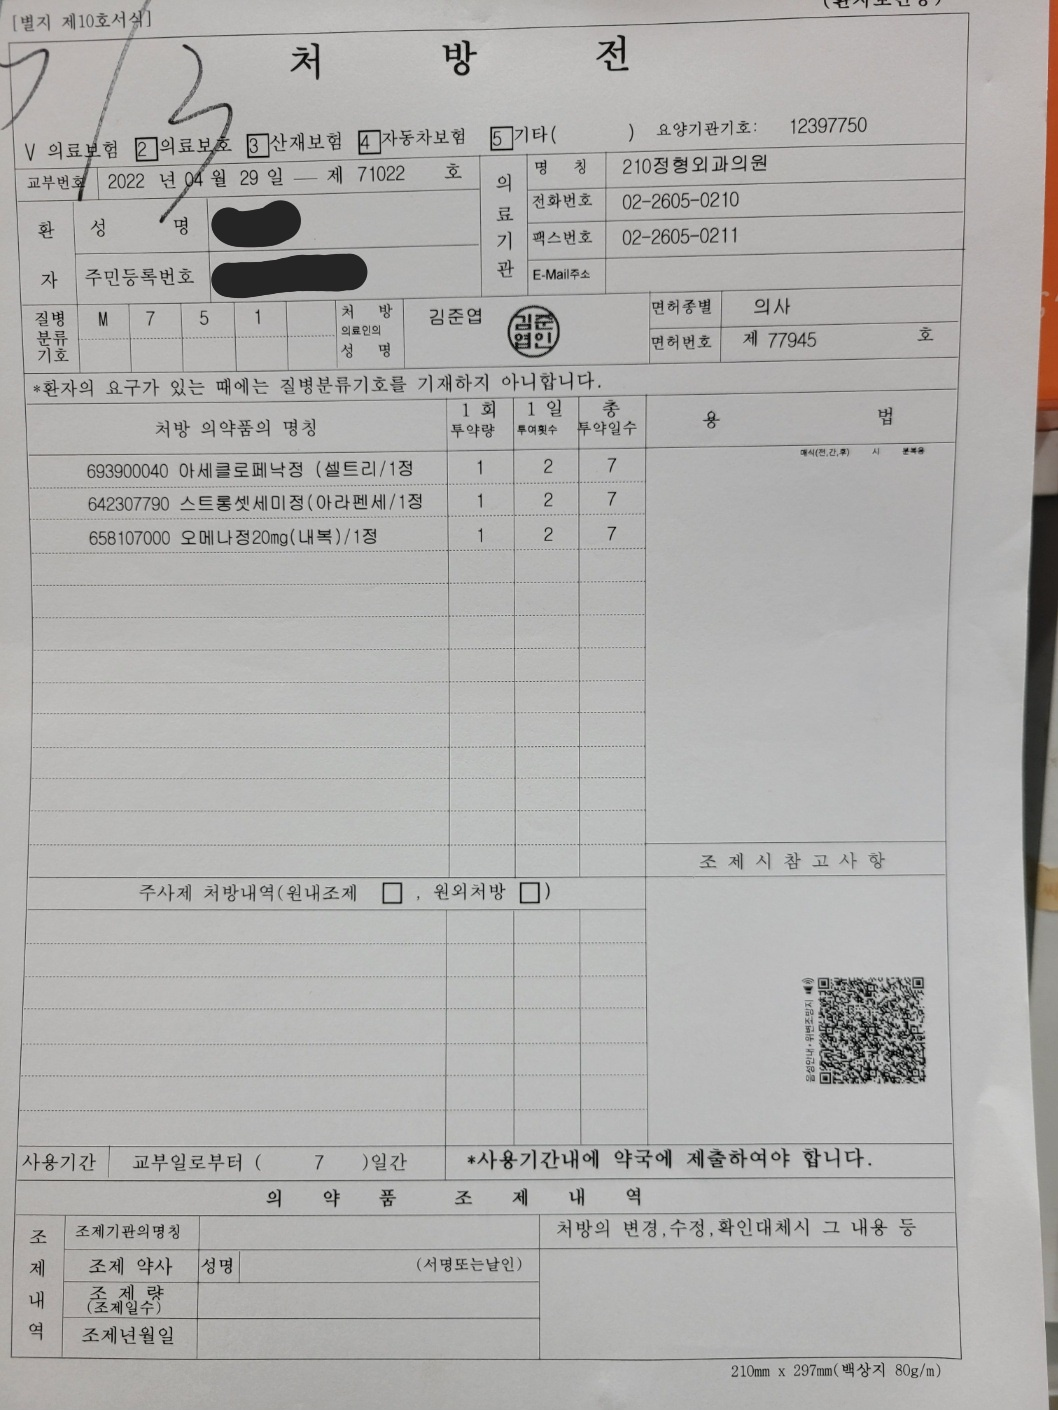 [별지 제10호서식]
(환자보관용)
처 방 전
V 의료보험 2 의료보호 3 산재보험 4 자동차보험 5 기타( ) 요양기관기호: 12397750
교부번호 2022 년 04 월 29 일 — 제 71022 호
의료기관
명 칭 210정형외과의원
전화번호 02-2605-0210
팩스번호 02-2605-0211
E-Mail주소
환자
성 명
주민등록번호
질병분류기호 M 7 5 1
처 방 의료인의 성 명 김준엽
김준엽인
면허종별 의사
면허번호 제 77945 호
*환자의 요구가 있는 때에는 질병분류기호를 기재하지 아니합니다.
처방 의약품의 명칭 1 회 투약량 1 일 투여횟수 총 투약일수 용 법
매식(전,간,후) 시 분복용
693900040 아세클로페낙정 (셀트리/1정 1 2 7
642307790 스트롱셋세미정(아라펜세/1정 1 2 7
658107000 오메나정20mg(내복)/1정 1 2 7
조 제 시 참 고 사 항
주사제 처방내역(원내조제 □ , 원외처방 □)
음성안내·위변조방지
사용기간 교부일로부터 ( 7 )일간 *사용기간내에 약국에 제출하여야 합니다.
의 약 품 조 제 내 역
조제내역
조제기관의명칭
처방의 변경,수정,확인대체시 그 내용 등
조제 약사 성명 (서명또는날인)
조 제 량
(조제일수)
조제년월일
210mm x 297mm(백상지 80g/m)